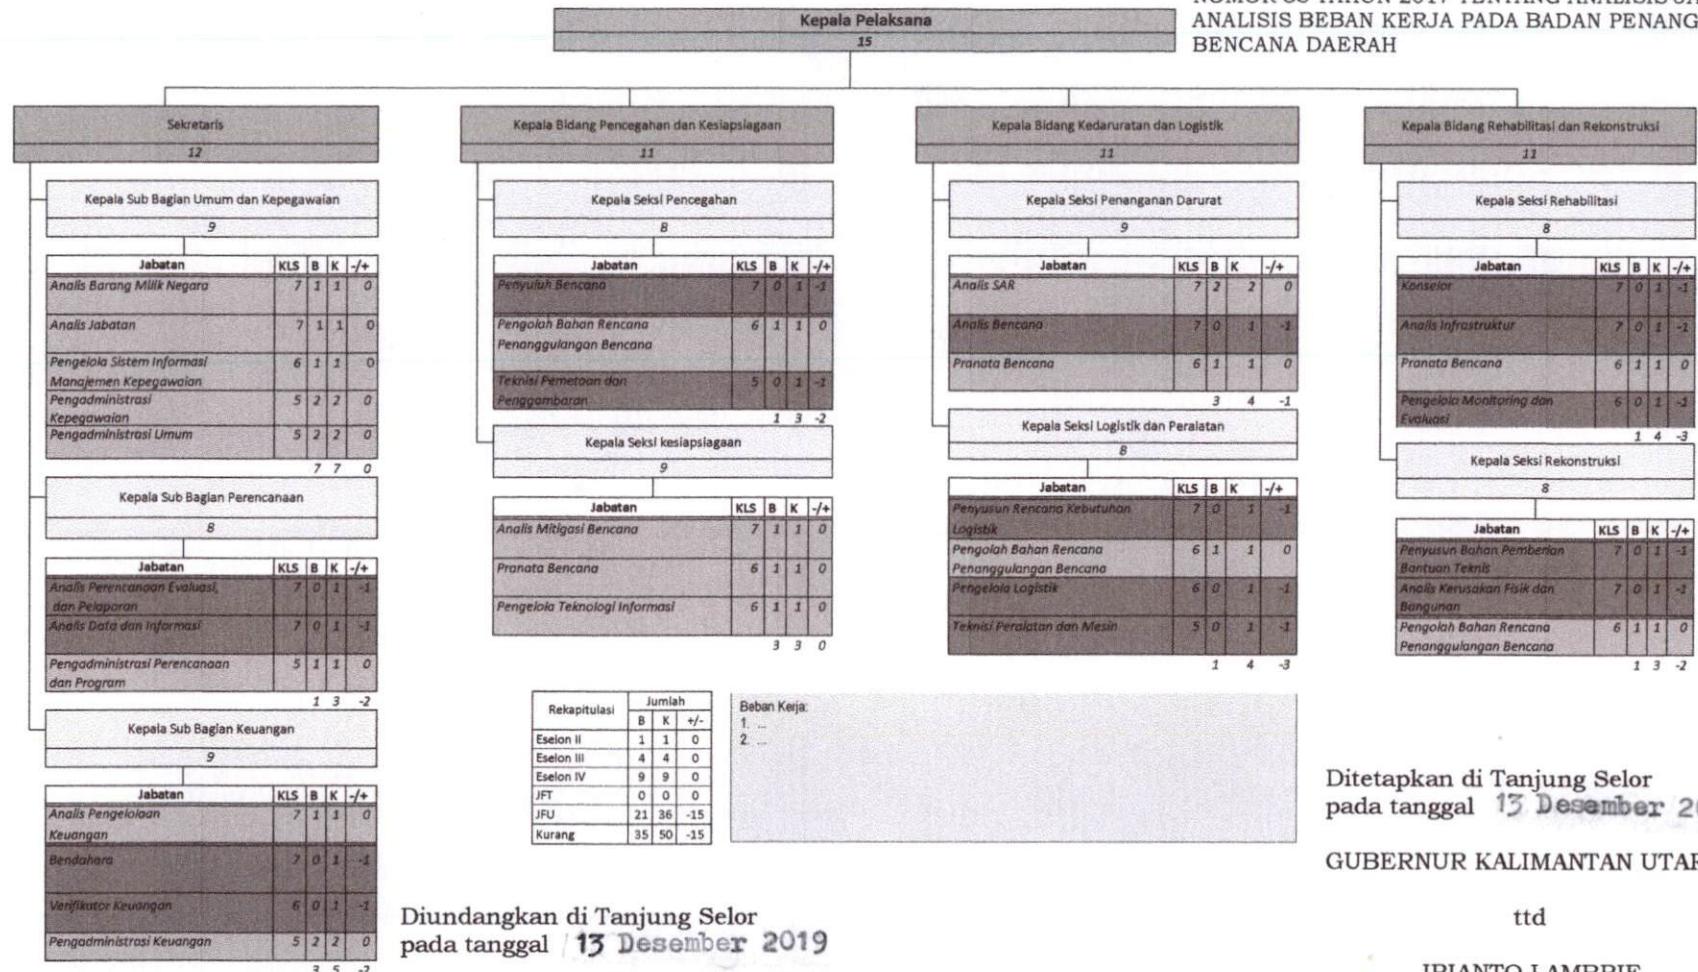 ANALISIS BEBAN KERJA PADA BADAN PENANG
BENCANA DAERAH
Kepala Pelaksana
15
Sekretaris
12
Kepala Sub Bagian Umum dan Kepegawaian
9
Jabatan KLS B K -/+
Analis Barang Milik Negara 7 1 1 0
Analis Jabatan 7 1 1 0
Pengelola Sistem Informasi
Manajemen Kepegawaian 6 1 1 0
Pengadministrasi
Kepegawaian 5 2 2 0
Pengadministrasi Umum 5 2 2 0
7 7 0
Kepala Sub Bagian Perencanaan
8
Jabatan KLS B K -/+
Analis Perencanaan Evaluasi,
dan Pelaporan 7 0 1 -1
Analis Data dan Informasi 7 0 1 -1
Pengadministrasi Perencanaan
dan Program 5 1 1 0
1 3 -2
Kepala Sub Bagian Keuangan
9
Jabatan KLS B K -/+
Analis Pengelolaan
Keuangan 7 1 1 0
Bendahara 7 0 1 -1
Verifikator Keuangan 6 0 1 -1
Pengadministrasi Keuangan 5 2 2 0
3 5 -2
Kepala Bidang Pencegahan dan Kesiapsiagaan
11
Kepala Seksi Pencegahan
8
Jabatan KLS B K -/+
Penyuluh Bencana 7 0 1 -1
Pengolah Bahan Rencana
Penanggulangan Bencana 6 1 1 0
Teknisi Pemetaan dan
Penggambaran 5 0 1 -1
1 3 -2
Kepala Seksi kesiapsiagaan
9
Jabatan KLS B K -/+
Analis Mitigasi Bencana 7 1 1 0
Pranata Bencana 6 1 1 0
Pengelola Teknologi Informasi 6 1 1 0
3 3 0
Kepala Bidang Kedaruratan dan Logistik
11
Kepala Seksi Penanganan Darurat
9
Jabatan KLS B K -/+
Analis SAR 7 2 2 0
Analis Bencana 7 0 1 -1
Pranata Bencana 6 1 1 0
3 4 -1
Kepala Seksi Logistik dan Peralatan
8
Jabatan KLS B K -/+
Penyusun Rencana Kebutuhan
Logistik 7 0 1 -1
Pengolah Bahan Rencana
Penanggulangan Bencana 6 1 1 0
Pengelola Logistik 6 0 1 -1
Teknisi Peralatan dan Mesin 5 0 1 -1
1 4 -3
Kepala Bidang Rehabilitasi dan Rekonstruksi
11
Kepala Seksi Rehabilitasi
8
Jabatan KLS B K -/+
Konselor 7 0 1 -1
Analis Infrastruktur 7 0 1 -1
Pranata Bencana 6 1 1 0
Pengelola Monitoring dan
Evaluasi 6 0 1 -1
1 4 -3
Kepala Seksi Rekonstruksi
8
Jabatan KLS B K -/+
Penyusun Bahan Pemberian
Bantuan Teknis 7 0 1 -1
Analis Kerusakan Fisik dan
Bangunan 7 0 1 -1
Pengolah Bahan Rencana
Penanggulangan Bencana 6 1 1 0
1 3 -2
Rekapitulasi Jumlah
B K +/-
Eselon II 1 1 0
Eselon III 4 4 0
Eselon IV 9 9 0
JFT 0 0 0
JFU 21 36 -15
Kurang 35 50 -15
Beban Kerja:
1. ...
2. ...
Diundangkan di Tanjung Selor
pada tanggal 13 Desember 2019
Ditetapkan di Tanjung Selor
pada tanggal 13 Desember 2
GUBERNUR KALIMANTAN UTAR
ttd